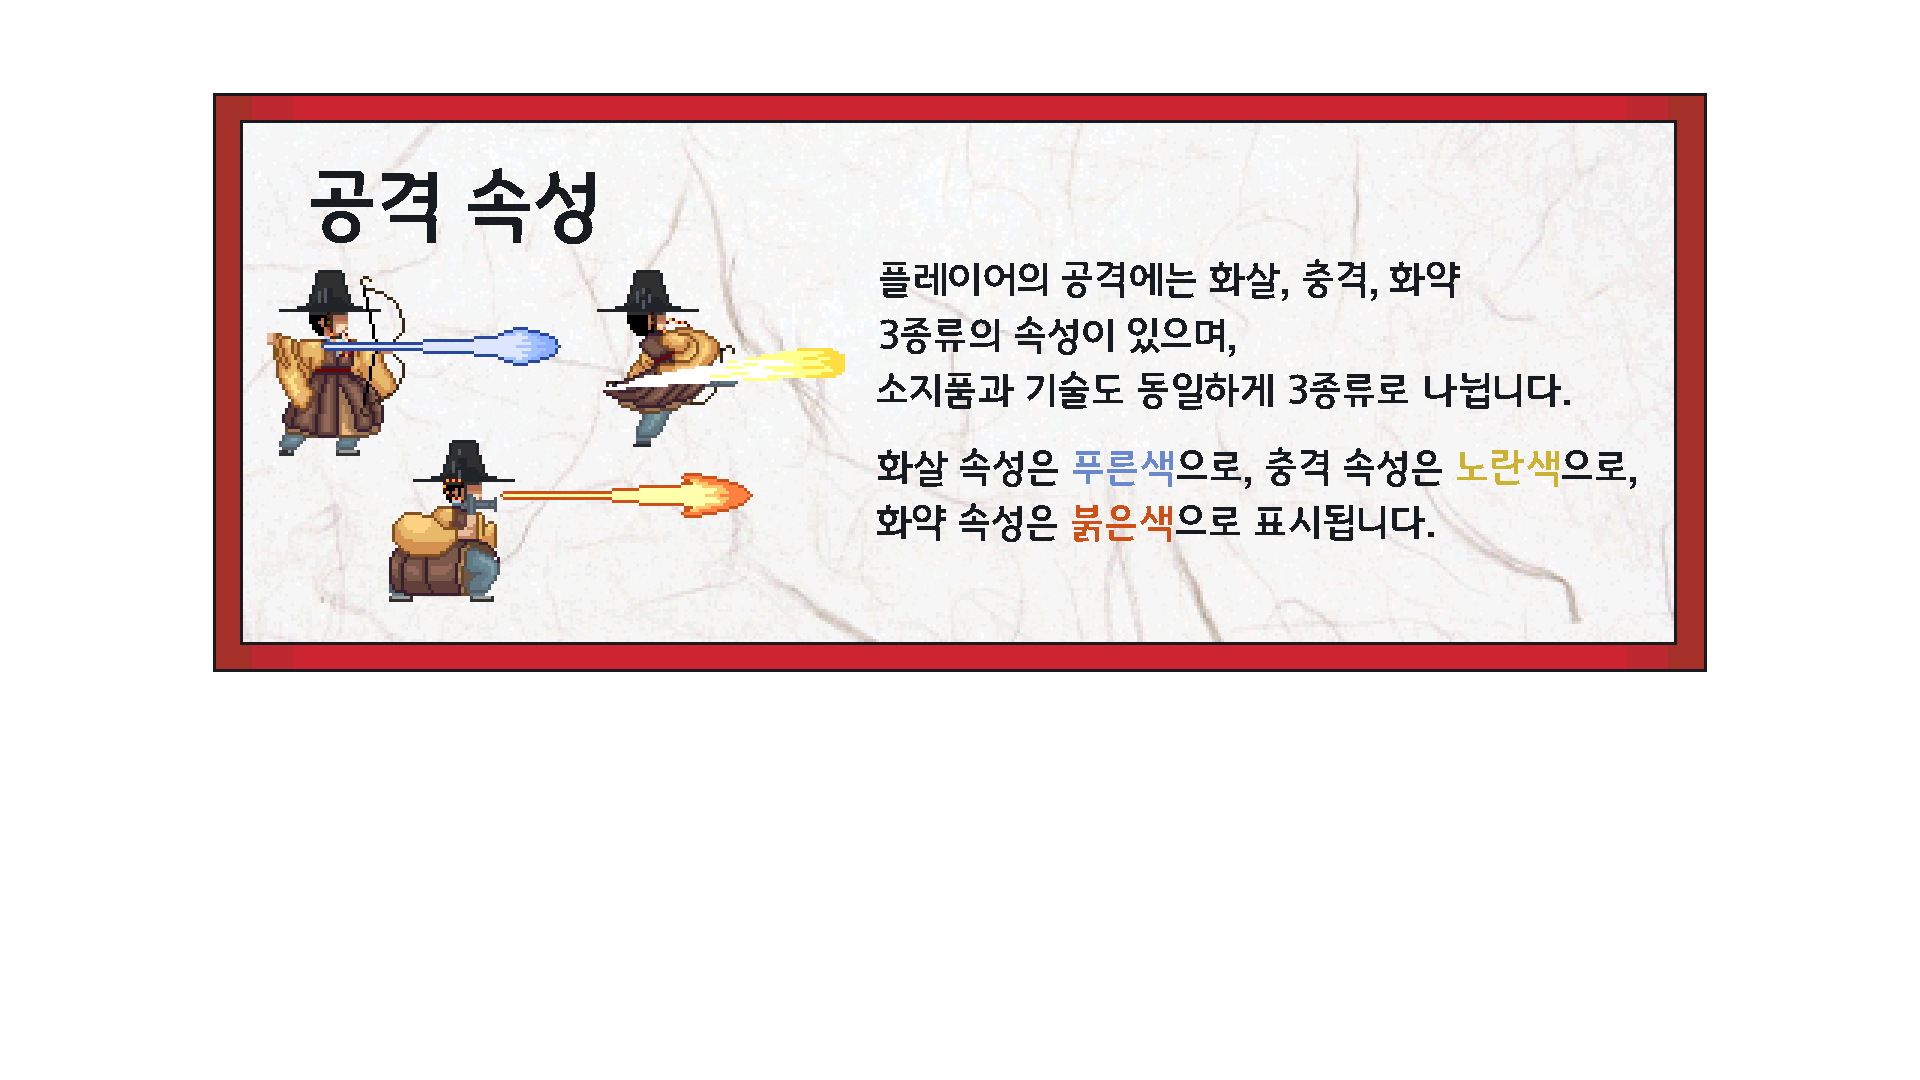 공격 속성
플레이어의 공격에는 화살, 충격, 화약
3종류의 속성이 있으며,
소지품과 기술도 동일하게 3종류로 나뉩니다.
화살 속성은 푸른색으로, 충격 속성은 노란색으로,
화약 속성은 붉은색으로 표시됩니다.